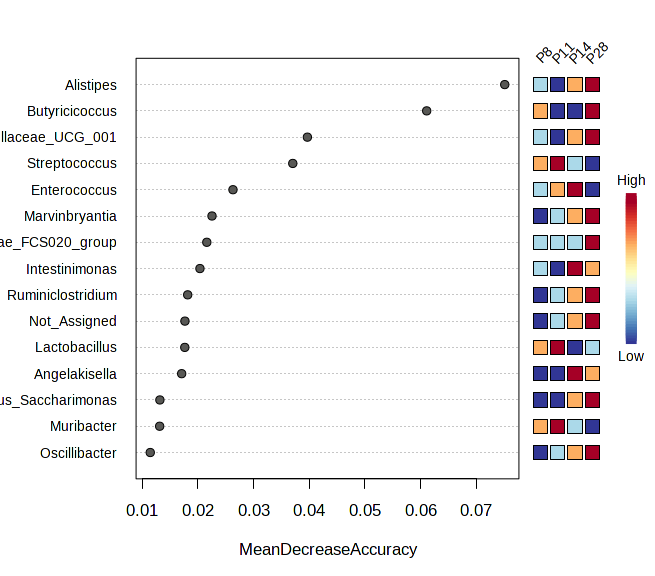 P8 P11 P14 P28
Alistipes
Butyricicoccus
llaceae_UCG_001
Streptococcus
Enterococcus
Marvinbryantia
ae_FCS020_group
Intestinimonas
Ruminiclostridium
Not_Assigned
Lactobacillus
Angelakisella
us_Saccharimonas
Muribacter
Oscillibacter
High
Low
0.01 0.02 0.03 0.04 0.05 0.06 0.07
MeanDecreaseAccuracy